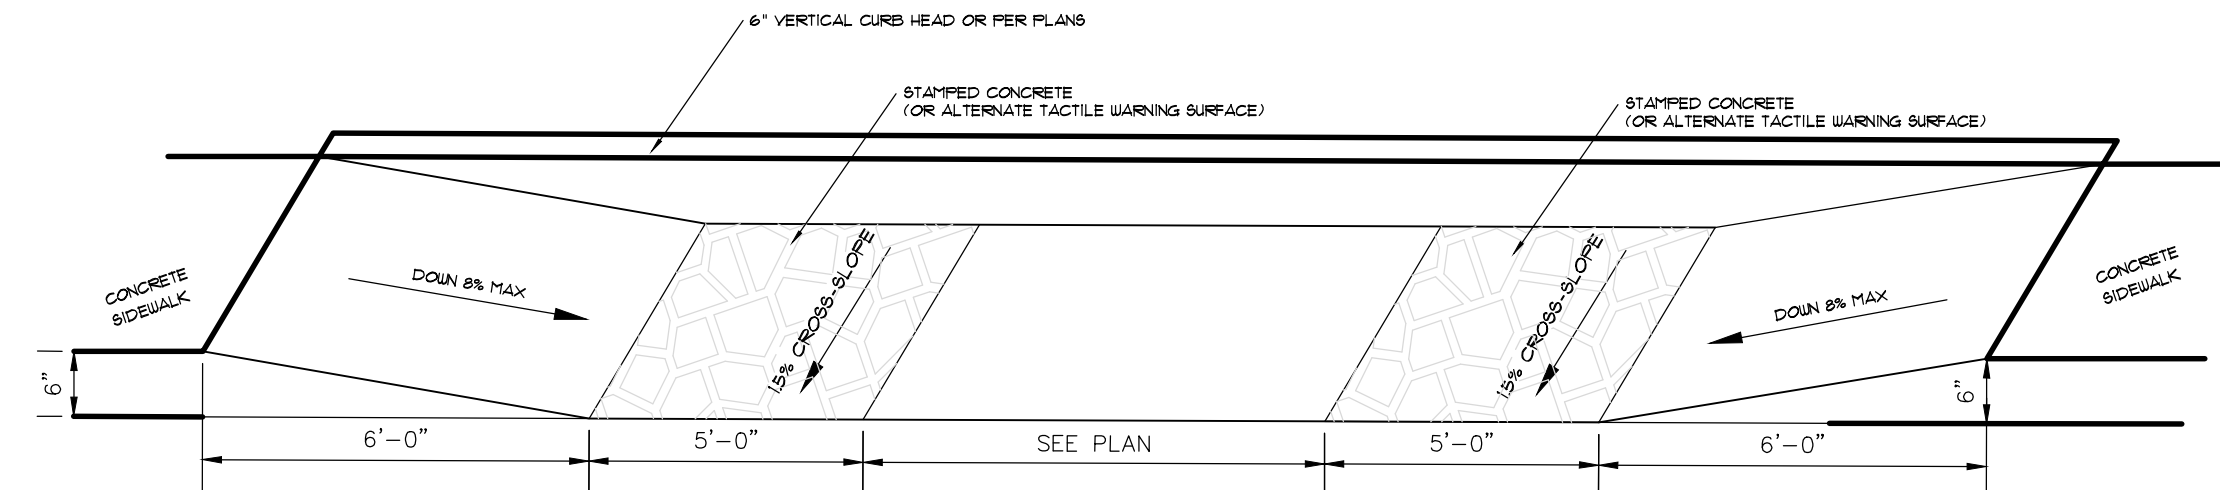 6" VERTICAL CURB HEAD OR PER PLANS
STAMPED CONCRETE
(OR ALTERNATE TACTILE WARNING SURFACE)
STAMPED CONCRETE
(OR ALTERNATE TACTILE WARNING SURFACE)
CONCRETE
SIDEWALK
DOWN 8% MAX
1.5% CROSS-SLOPE
1.5% CROSS-SLOPE
DOWN 8% MAX
CONCRETE
SIDEWALK
6"
6"
6'-0"
5'-0"
SEE PLAN
5'-0"
6'-0"